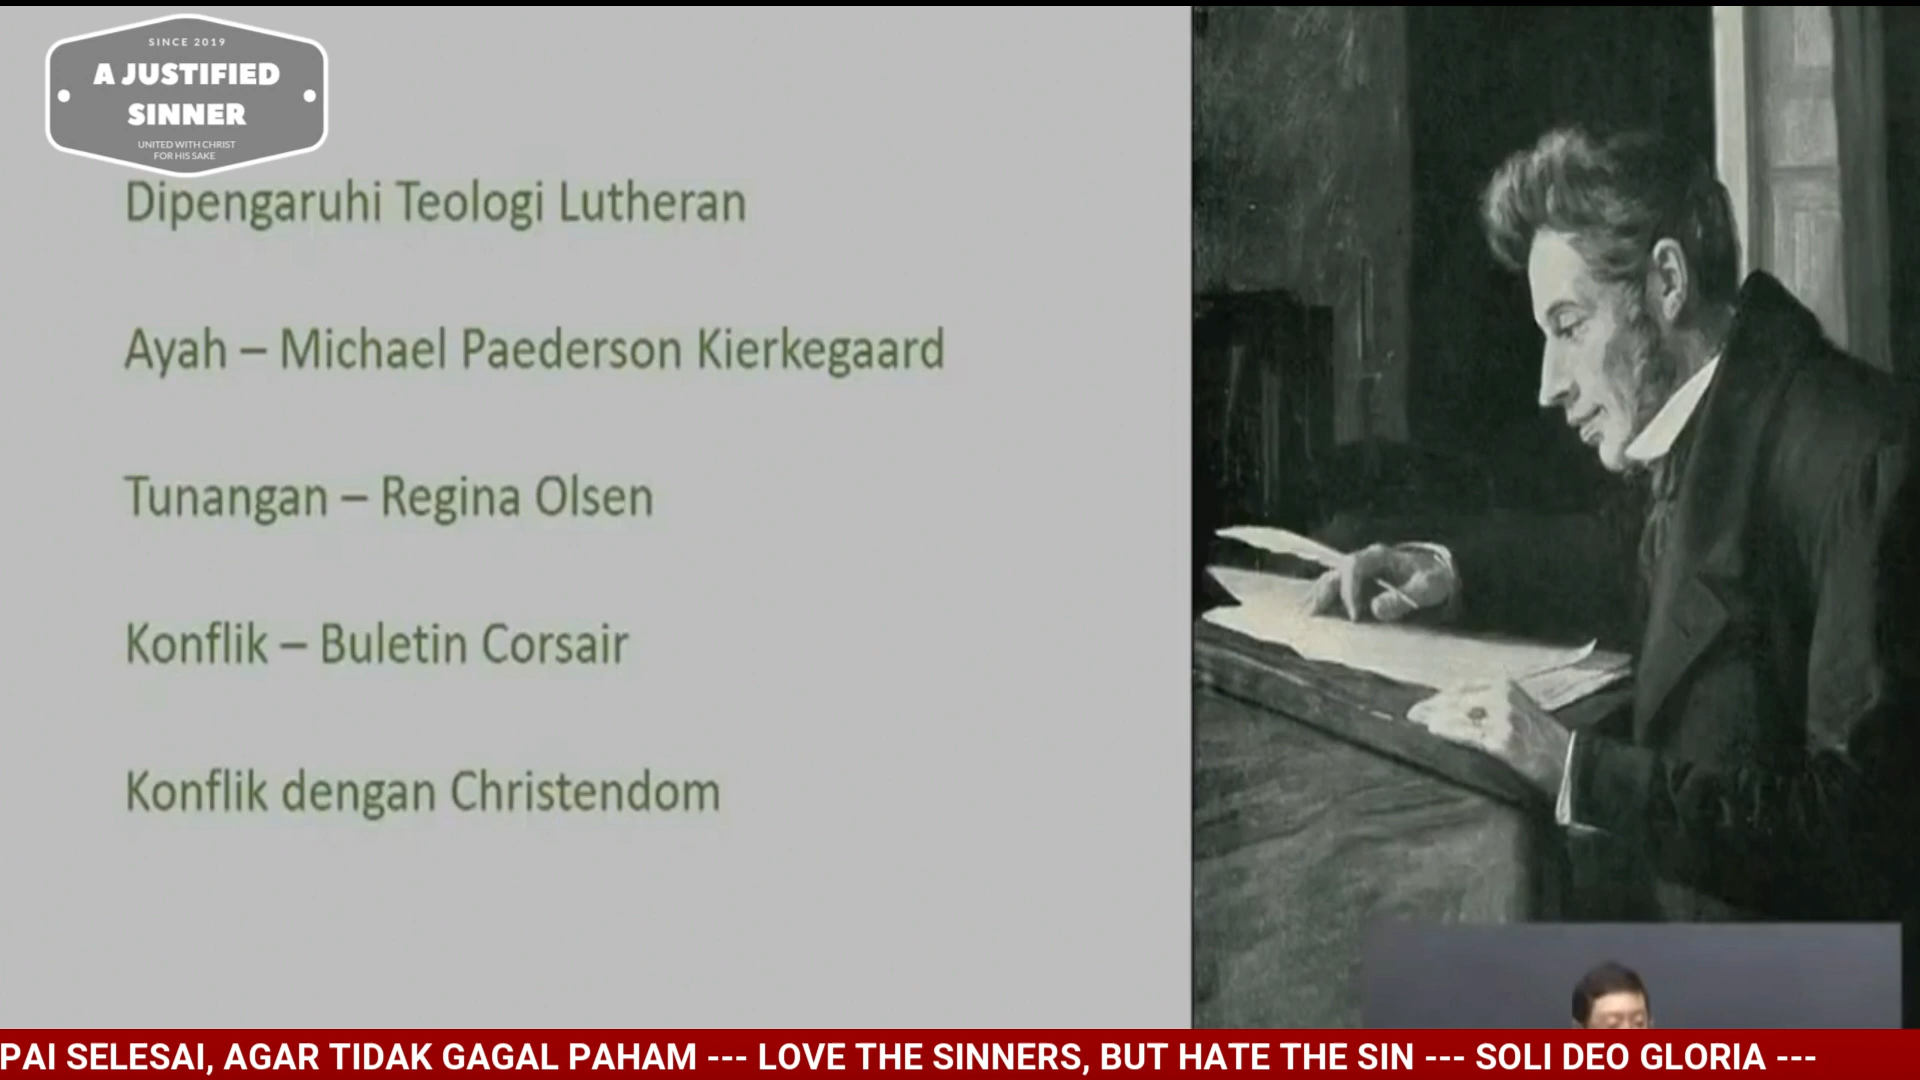 SINCE 2019
A JUSTIFIED
SINNER
UNITED WITH CHRIST
FOR HIS SAKE
Dipengaruhi Teologi Lutheran
Ayah – Michael Paederson Kierkegaard
Tunangan – Regina Olsen
Konflik – Buletin Corsair
Konflik dengan Christendom
PAI SELESAI, AGAR TIDAK GAGAL PAHAM --- LOVE THE SINNERS, BUT HATE THE SIN --- SOLI DEO GLORIA ---